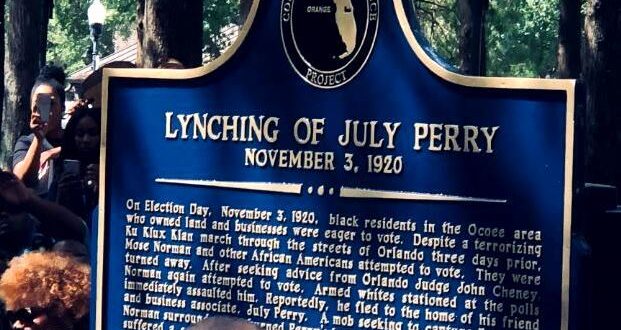 ORANGE
PROJECT
LYNCHING OF JULY PERRY
NOVEMBER 3, 1920
On Election Day, November 3, 1920, black residents in the Ocoee area
who owned land and businesses were eager to vote. Despite a terrorizing
Ku Klux Klan march through the streets of Orlando three days prior,
Mose Norman and other African Americans attempted to vote. They were
turned away. After seeking advice from Orlando Judge John Cheney,
Norman again attempted to vote. Armed whites stationed at the polls
immediately assaulted him. Reportedly, he fled to the home of his friend
and business associate, July Perry. A mob seeking to capture
Norman
suffered a